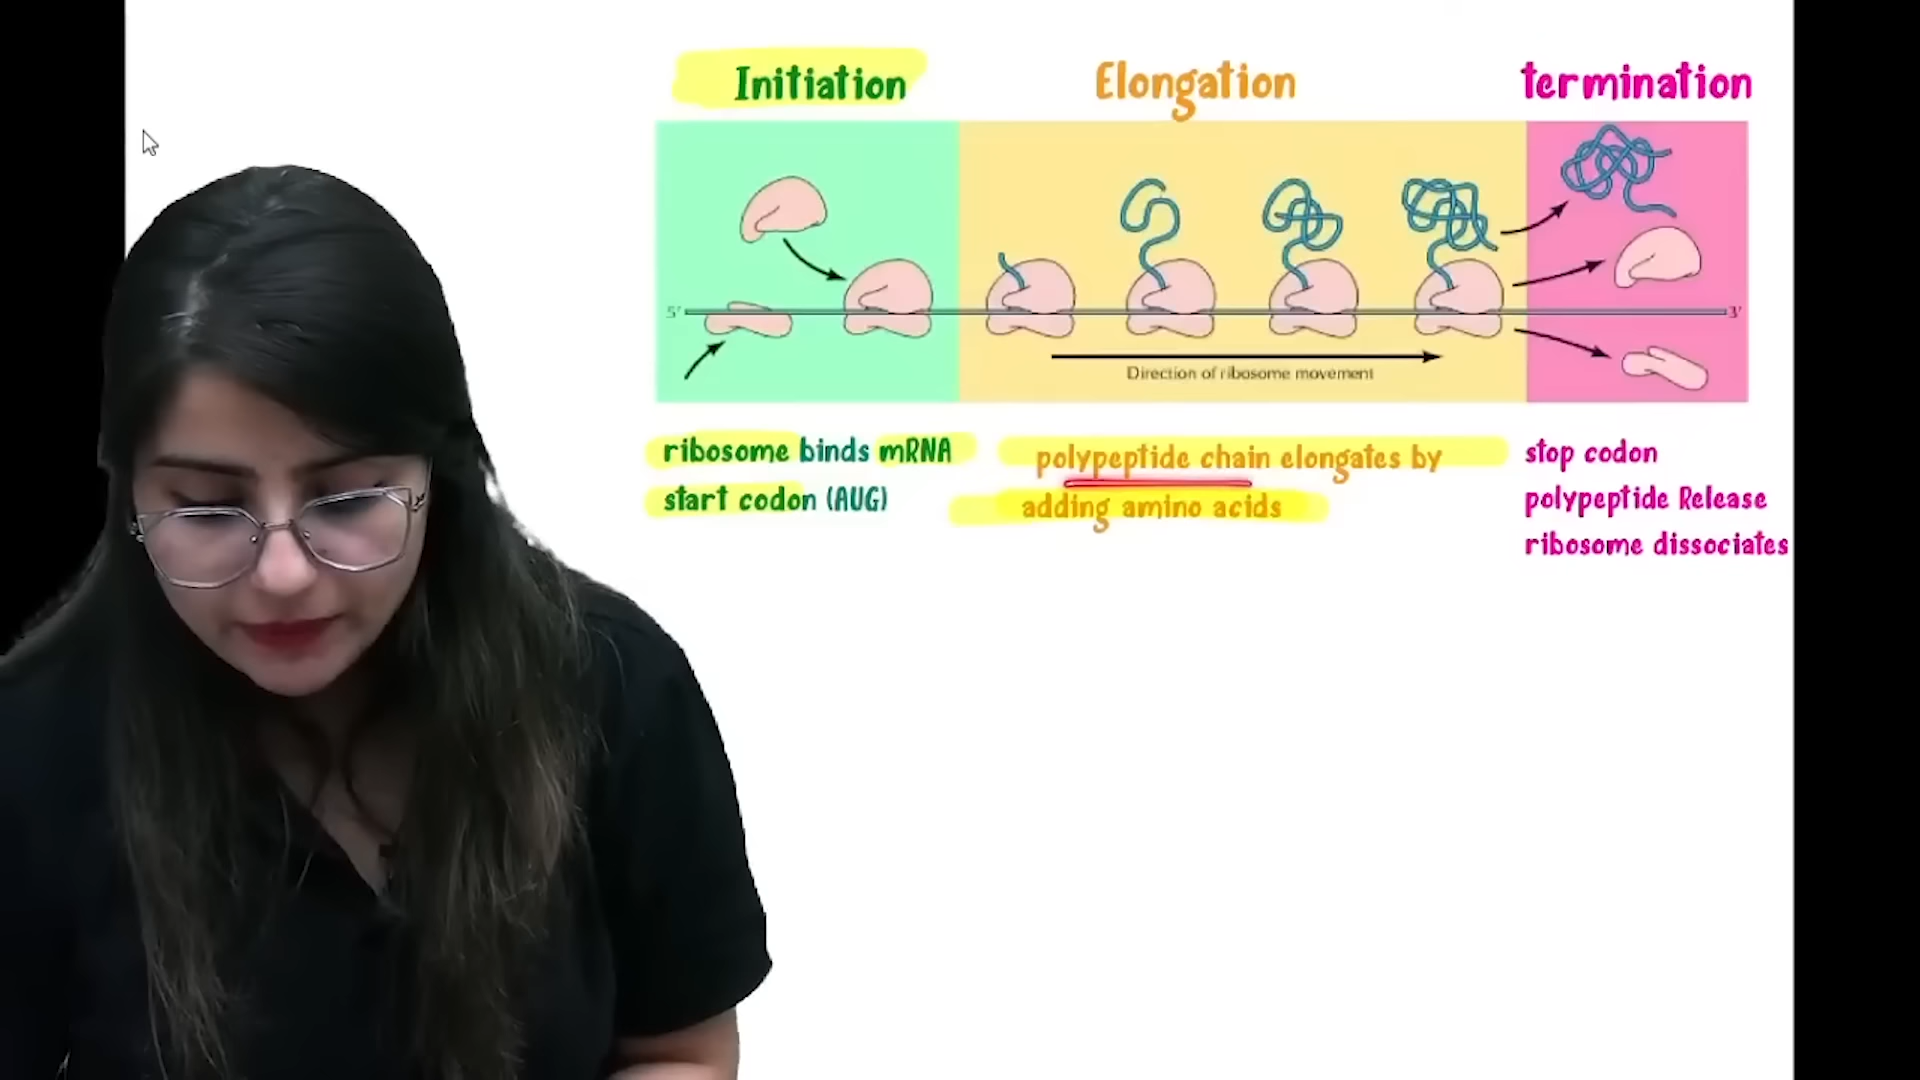 Initiation
Elongation
termination
5'
3'
Direction of ribosome movement
ribosome binds mRNA
start codon (AUG)
polypeptide chain elongates by
adding amino acids
stop codon
polypeptide Release
ribosome dissociates